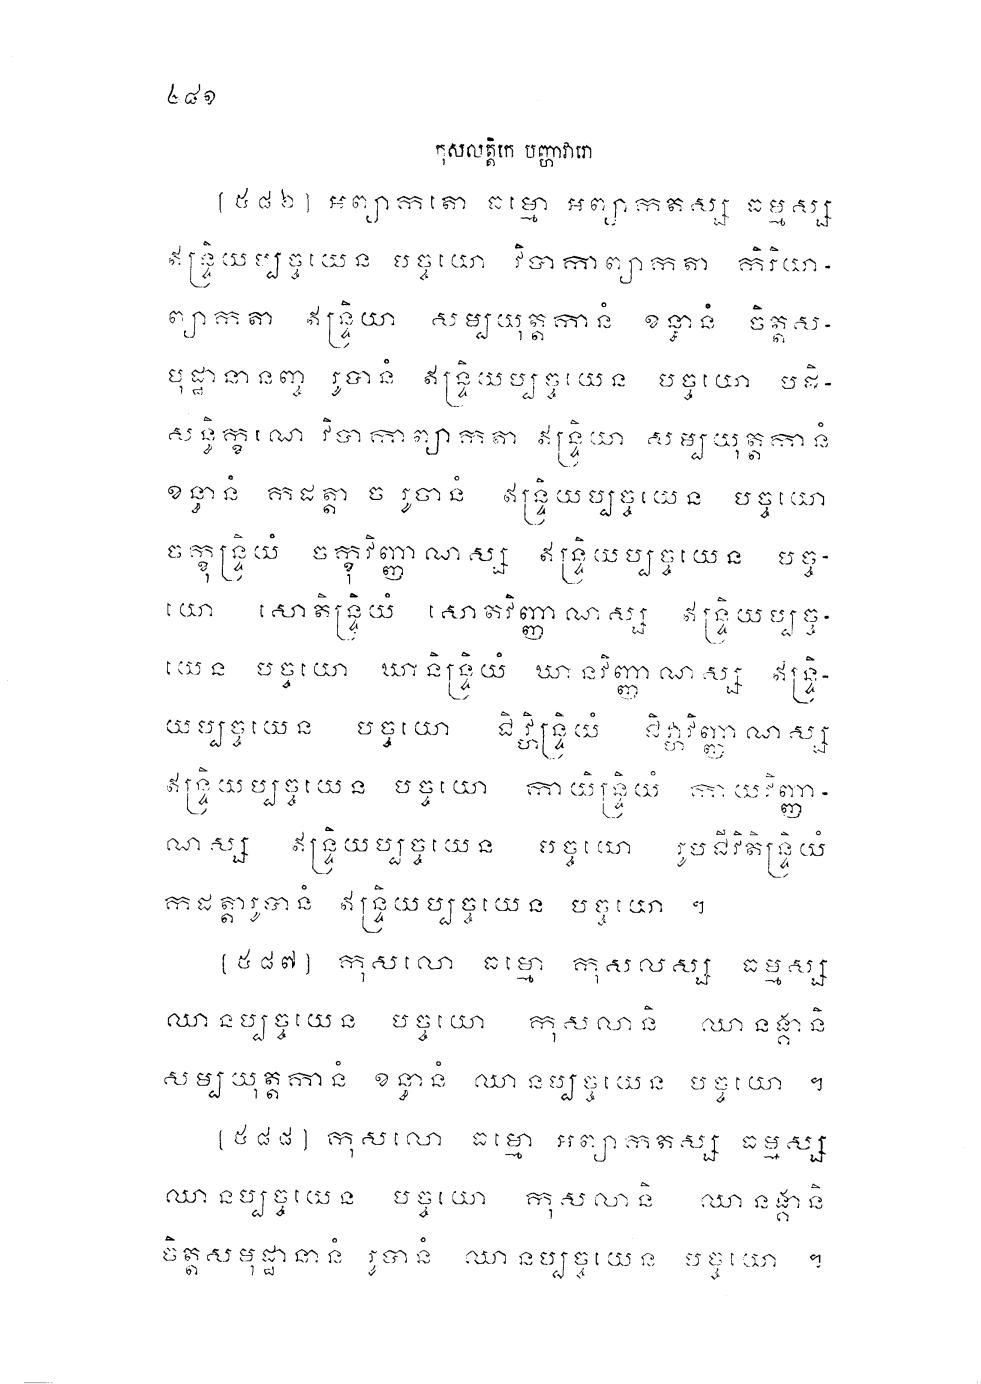 ៤៨១
កុសលត្តិកេ បញ្ហាវារោ
[៥៨៦] អព្យាកតោ ធម្មោ អព្យាកតស្ស ធម្មស្ស
ឥន្ទ្រិយប្បច្ចយេន បច្ចយោ វិបាកាព្យាកតា កិរិយា-
ព្យាកតា ឥន្ទ្រិយា សម្បយុត្តកានំ ខន្ធានំ ចិត្តស-
មុដ្ឋានានញ្ច រូបានំ ឥន្ទ្រិយប្បច្ចយេន បច្ចយោ បដិ-
សន្ធិក្ខណេ វិបាកាព្យាកតា ឥន្ទ្រិយា សម្បយុត្តកានំ
ខន្ធានំ កដត្តា ច រូបានំ ឥន្ទ្រិយប្បច្ចយេន បច្ចយោ
ចក្ខុន្ទ្រិយំ ចក្ខុវិញ្ញាណស្ស ឥន្ទ្រិយប្បច្ចយេន បច្ច-
យោ សោតិន្ទ្រិយំ សោតវិញ្ញាណស្ស ឥន្ទ្រិយប្បច្ច-
យេន បច្ចយោ ឃានិន្ទ្រិយំ ឃានវិញ្ញាណស្ស ឥន្ទ្រិ-
យប្បច្ចយេន បច្ចយោ ជិវ្ហិន្ទ្រិយំ ជិវ្ហាវិញ្ញាណស្ស
ឥន្ទ្រិយប្បច្ចយេន បច្ចយោ កាយិន្ទ្រិយំ កាយវិញ្ញា-
ណស្ស ឥន្ទ្រិយប្បច្ចយេន បច្ចយោ រូបជីវិតិន្ទ្រិយំ
កដត្តារូបានំ ឥន្ទ្រិយប្បច្ចយេន បច្ចយោ ។
[៥៨៧] កុសលោ ធម្មោ កុសលស្ស ធម្មស្ស
ឈានប្បច្ចយេន បច្ចយោ កុសលានិ ឈានង្គានិ
សម្បយុត្តកានំ ខន្ធានំ ឈានប្បច្ចយេន បច្ចយោ ។
[៥៨៨] កុសលោ ធម្មោ អព្យាកតស្ស ធម្មស្ស
ឈានប្បច្ចយេន បច្ចយោ កុសលានិ ឈានង្គានិ
ចិត្តសមុដ្ឋានានំ រូបានំ ឈានប្បច្ចយេន បច្ចយោ ។